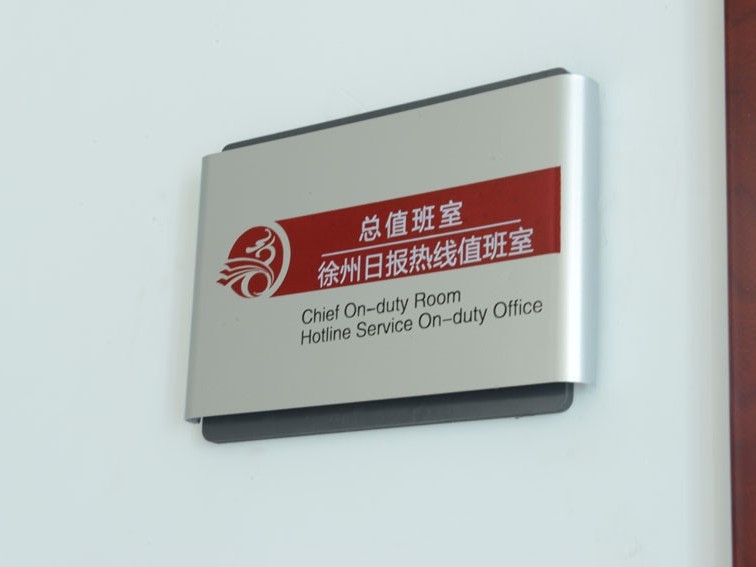 总值班室
徐州日报热线值班室
Chief On-duty Room
Hotline Service On-duty Office